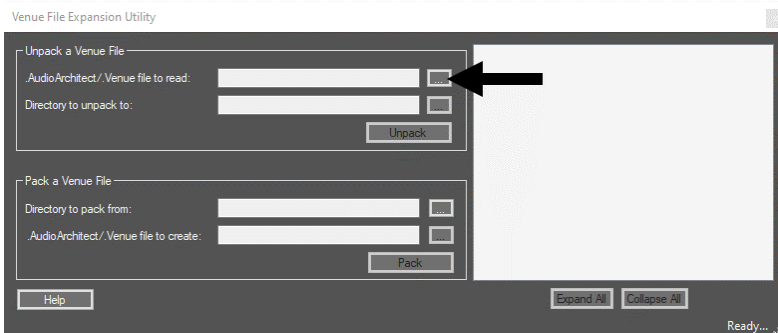 Venue File Expansion Utility
Unpack a Venue File
.AudioArchitect/.Venue file to read:
...
Directory to unpack to:
...
Unpack
Pack a Venue File
Directory to pack from:
...
.AudioArchitect/.Venue file to create:
...
Pack
Help
Expand All
Collapse All
Ready...